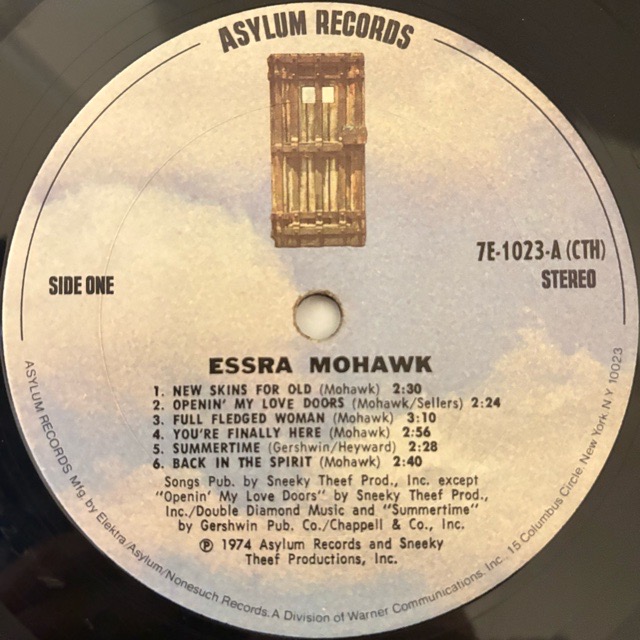 ASYLUM RECORDS
7E-1023-A (CTH)
SIDE ONE
STEREO
ESSRA MOHAWK
1. NEW SKINS FOR OLD (Mohawk) 2:30
2. OPENIN' MY LOVE DOORS (Mohawk/Sellers) 2:24
3. FULL FLEDGED WOMAN (Mohawk) 3:10
4. YOU'RE FINALLY HERE (Mohawk) 2:56
5. SUMMERTIME (Gershwin/Heyward) 2:28
6. BACK IN THE SPIRIT (Mohawk) 2:40
Songs Pub. by Sneeky Theef Prod., Inc. except
"Openin' My Love Doors" by Sneeky Theef Prod.,
Inc./Double Diamond Music and "Summertime"
by Gershwin Pub. Co./Chappell & Co., Inc.
℗ 1974 Asylum Records and Sneeky
Theef Productions, Inc.
ASYLUM RECORDS Mfg. by Elektra/Asylum/Nonesuch Records. A Division of Warner Communications, Inc. 15 Columbus Circle, New York N.Y. 10023